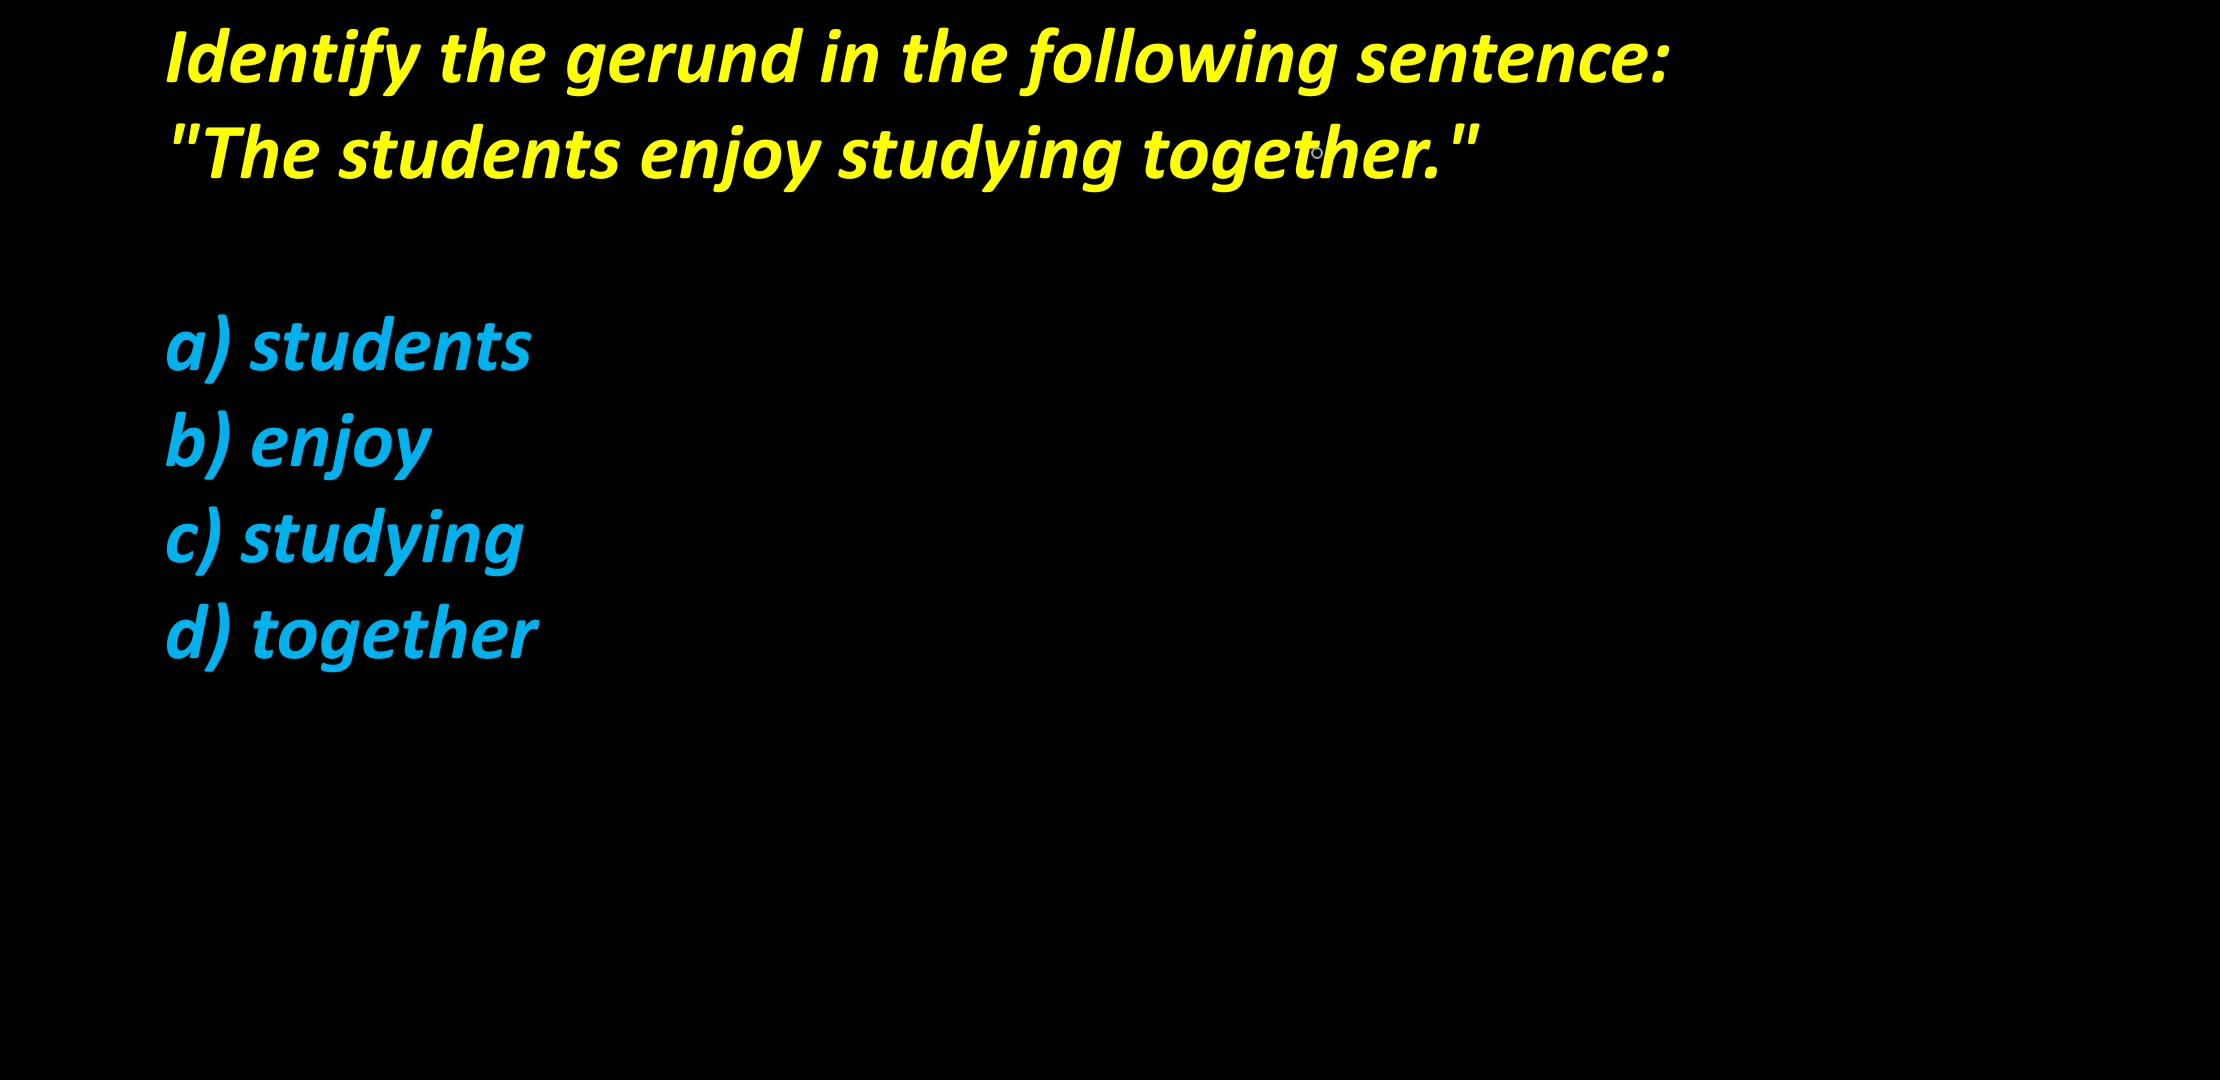 Identify the gerund in the following sentence:
"The students enjoy studying together."
a) students
b) enjoy
c) studying
d) together